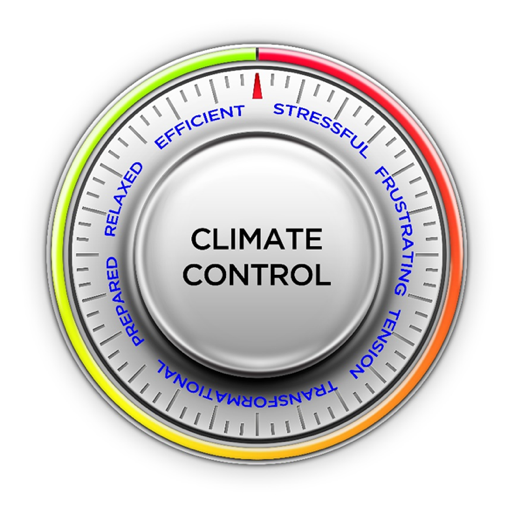 EFFICIENT
STRESSFUL
FRUSTRATING
TENSION
TRANSFORMATIONAL
PREPARED
RELAXED
CLIMATE
CONTROL